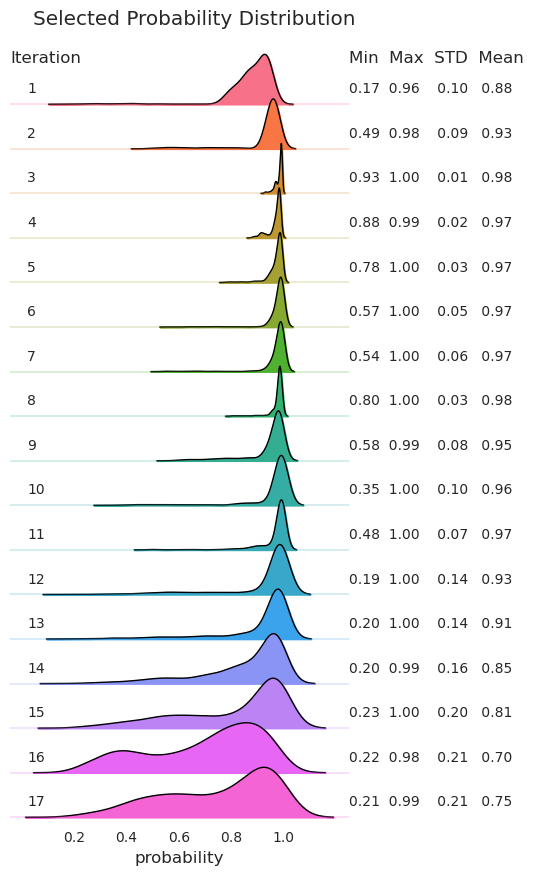 Selected Probability Distribution
Iteration Min Max STD Mean
1 0.17 0.96 0.10 0.88
2 0.49 0.98 0.09 0.93
3 0.93 1.00 0.01 0.98
4 0.88 0.99 0.02 0.97
5 0.78 1.00 0.03 0.97
6 0.57 1.00 0.05 0.97
7 0.54 1.00 0.06 0.97
8 0.80 1.00 0.03 0.98
9 0.58 0.99 0.08 0.95
10 0.35 1.00 0.10 0.96
11 0.48 1.00 0.07 0.97
12 0.19 1.00 0.14 0.93
13 0.20 1.00 0.14 0.91
14 0.20 0.99 0.16 0.85
15 0.23 1.00 0.20 0.81
16 0.22 0.98 0.21 0.70
17 0.21 0.99 0.21 0.75
0.2 0.4 0.6 0.8 1.0
probability